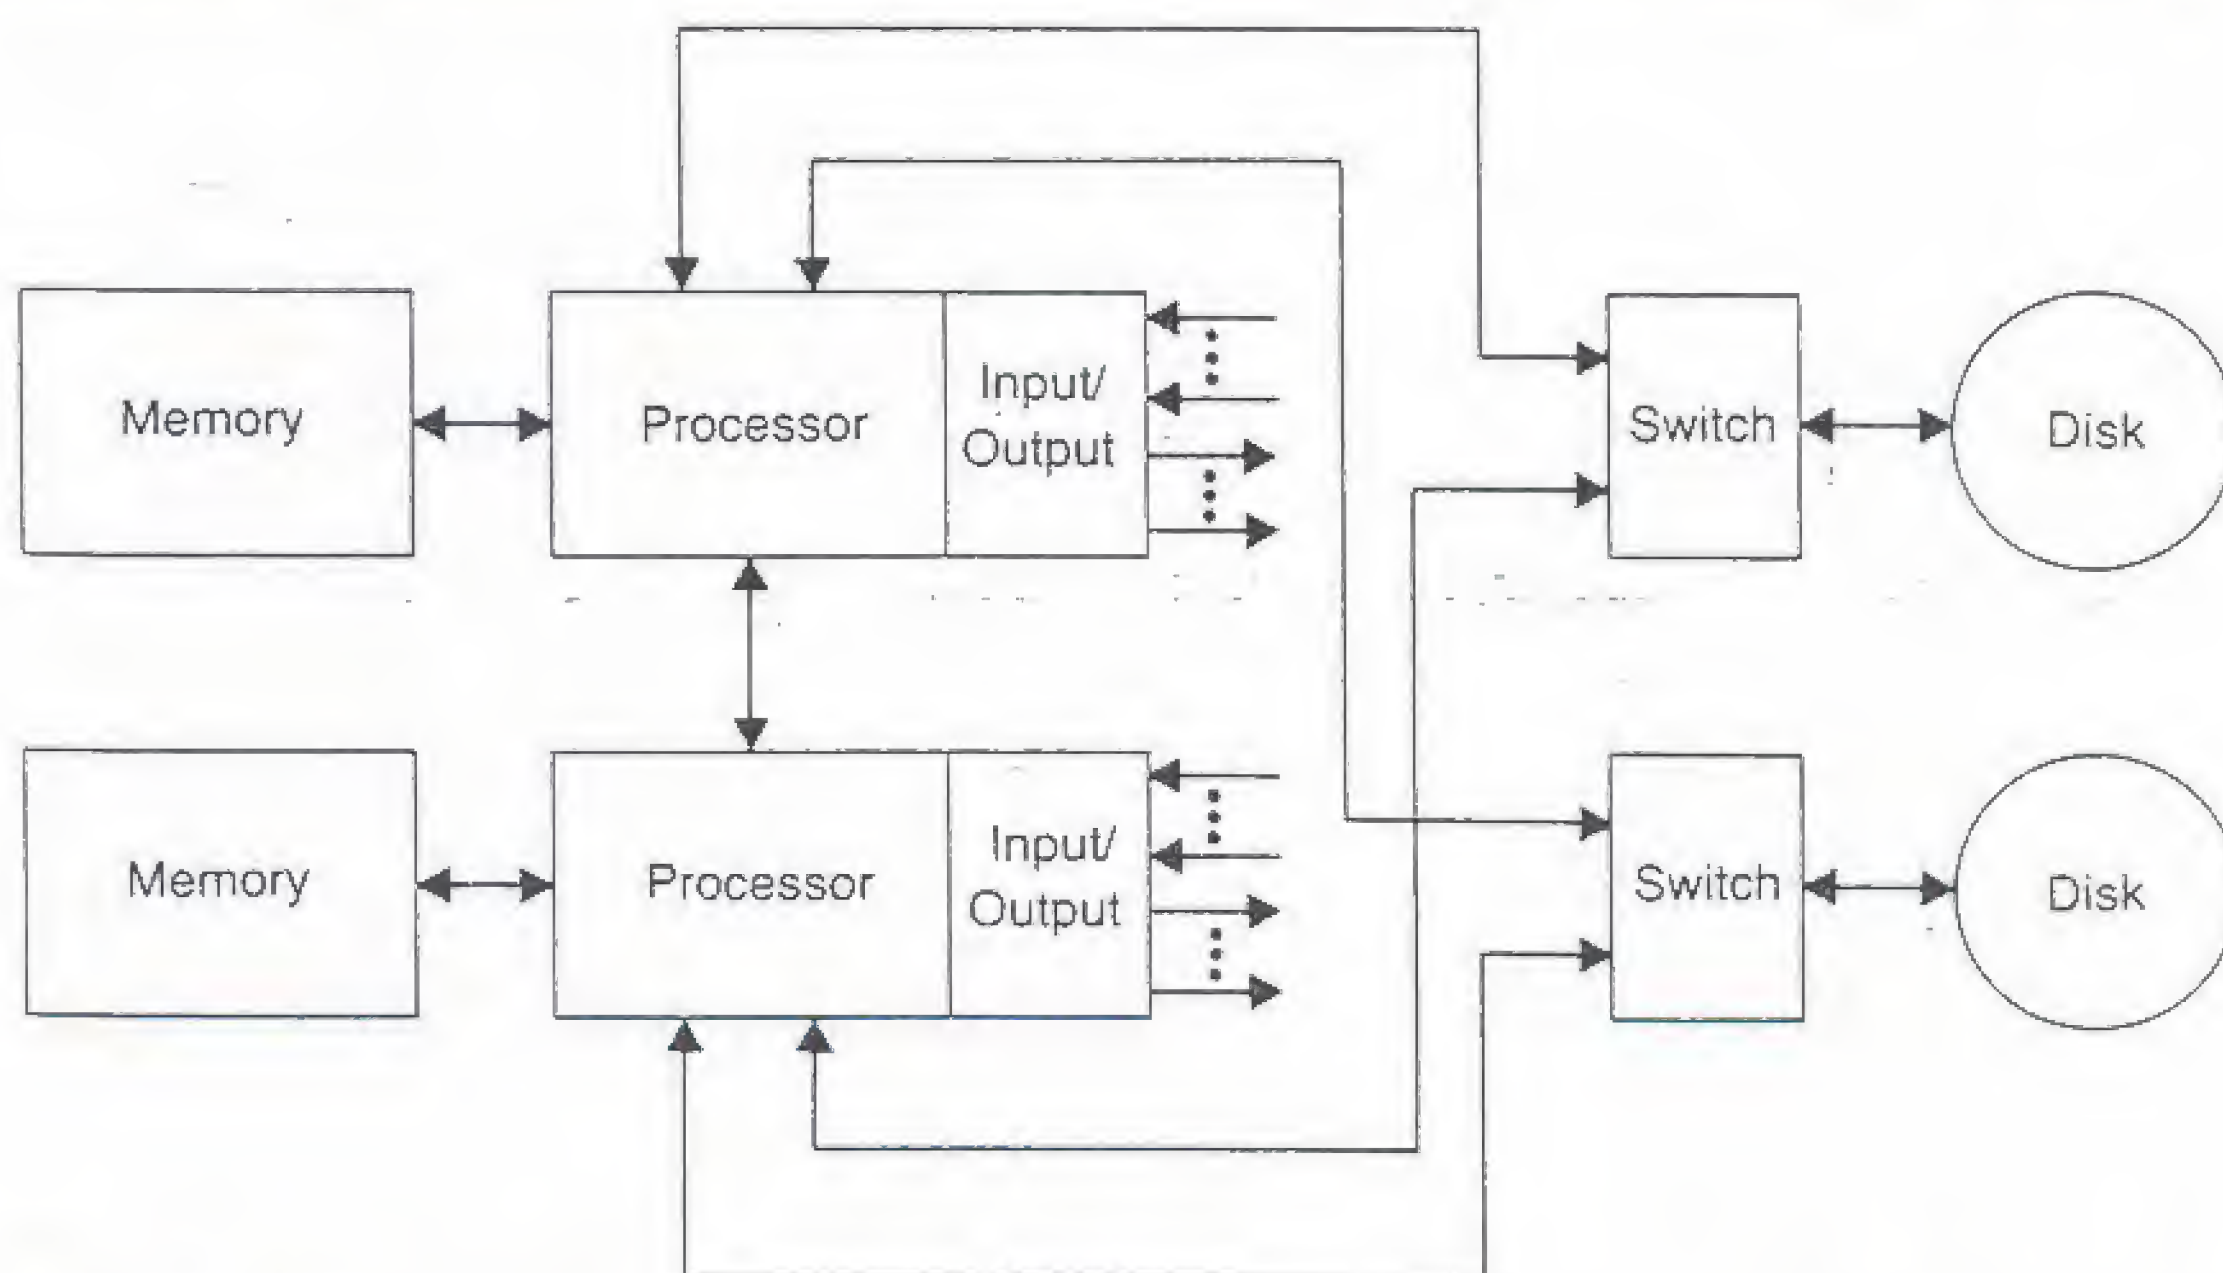 Memory
Processor
Input/
Output
Switch
Disk
Memory
Processor
Input/
Output
Switch
Disk